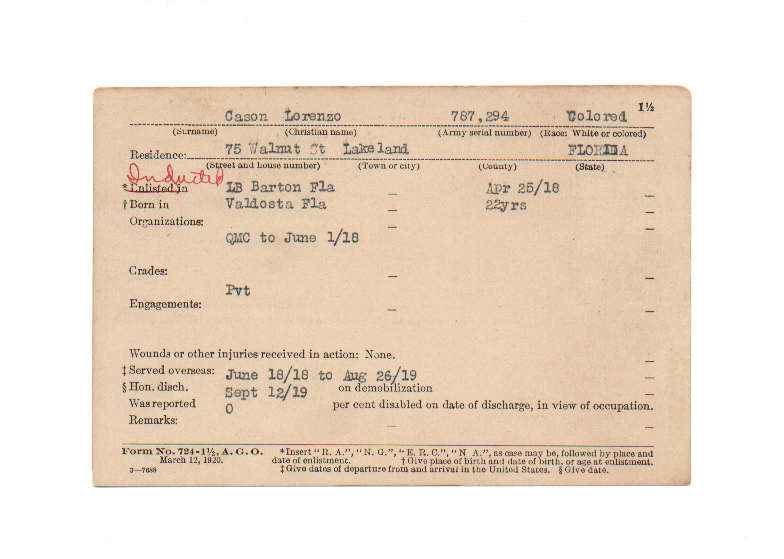 1½
Cason Lorenzo 787,294 Colored
(Surname) (Christian name) (Army serial number) (Race: White or colored)
Residence: 75 Walnut St Lakeland FLORIDA
(Street and house number) (Town or city) (County) (State)
Inducted
*Enlisted in LB Barton Fla Apr 25/18
†Born in Valdosta Fla 22yrs
Organizations:
QMC to June 1/18
Grades:
Pvt
Engagements:
Wounds or other injuries received in action: None.
‡Served overseas: June 18/18 to Aug 26/19
§Hon. disch. Sept 12/19 on demobilization
Was reported 0 per cent disabled on date of discharge, in view of occupation.
Remarks:
Form No. 724-1½, A. G. O. *Insert "R. A.", "N. G.", "E. R. C.", "N A.", as case may be, followed by place and
March 12, 1920. date of enlistment. †Give place of birth and date of birth, or age at enlistment.
3—7688 ‡Give dates of departure from and arrival in the United States. §Give date.